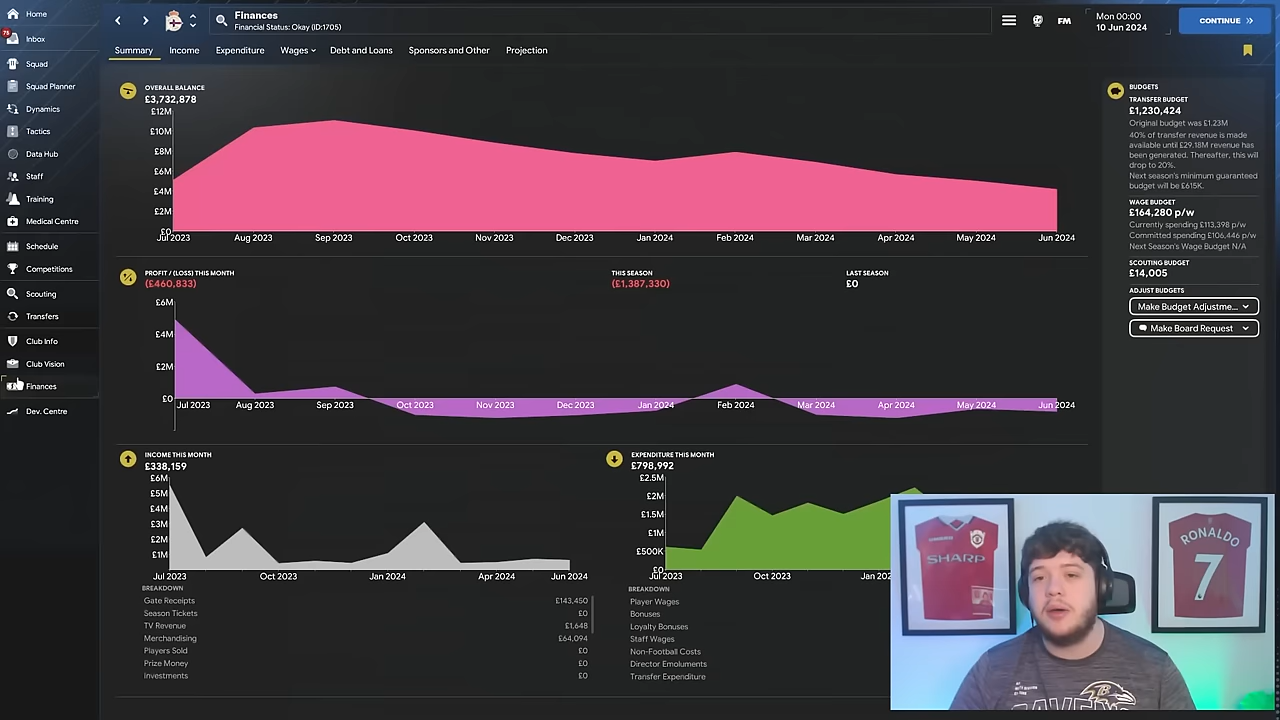 Home
Finances
Financial Status: Okay (ID:1705)
FM
Mon 00:00
10 Jun 2024
CONTINUE
75
Inbox
Summary
Income
Expenditure
Wages
Debt and Loans
Sponsors and Other
Projection
Squad
Squad Planner
Dynamics
Tactics
Data Hub
Staff
Training
Medical Centre
Schedule
Competitions
Scouting
Transfers
Club Info
Club Vision
Finances
Dev. Centre
OVERALL BALANCE
£3,732,878
£12M
£10M
£8M
£6M
£4M
£2M
£0
Jul 2023
Aug 2023
Sep 2023
Oct 2023
Nov 2023
Dec 2023
Jan 2024
Feb 2024
Mar 2024
Apr 2024
May 2024
Jun 2024
PROFIT / (LOSS) THIS MONTH
(£460,833)
THIS SEASON
(£1,387,330)
LAST SEASON
£0
£6M
£4M
£2M
£0
Jul 2023
Aug 2023
Sep 2023
Oct 2023
Nov 2023
Dec 2023
Jan 2024
Feb 2024
Mar 2024
Apr 2024
May 2024
Jun 2024
INCOME THIS MONTH
£338,159
£6M
£5M
£4M
£3M
£2M
£1M
Jul 2023
Oct 2023
Jan 2024
Apr 2024
Jun 2024
BREAKDOWN
Gate Receipts £143,450
Season Tickets £0
TV Revenue £1,648
Merchandising £64,094
Players Sold £0
Prize Money £0
Investments £0
EXPENDITURE THIS MONTH
£798,992
£2.5M
£2M
£1.5M
£1M
£500K
£0
Jul 2023
Oct 2023
Jan 202
BREAKDOWN
Player Wages
Bonuses
Loyalty Bonuses
Staff Wages
Non-Football Costs
Director Emoluments
Transfer Expenditure
BUDGETS
TRANSFER BUDGET
£1,230,424
Original budget was £1.23M
40% of transfer revenue is made
available until £29.18M revenue has
been generated. Thereafter, this will
drop to 20%.
Next season's minimum guaranteed
budget will be £615K.
WAGE BUDGET
£164,280 p/w
Currently spending £113,398 p/w
Committed spending £106,446 p/w
Next Season's Wage Budget N/A
SCOUTING BUDGET
£14,005
ADJUST BUDGETS
Make Budget Adjustme...
Make Board Request
SHARP
RONALDO
7